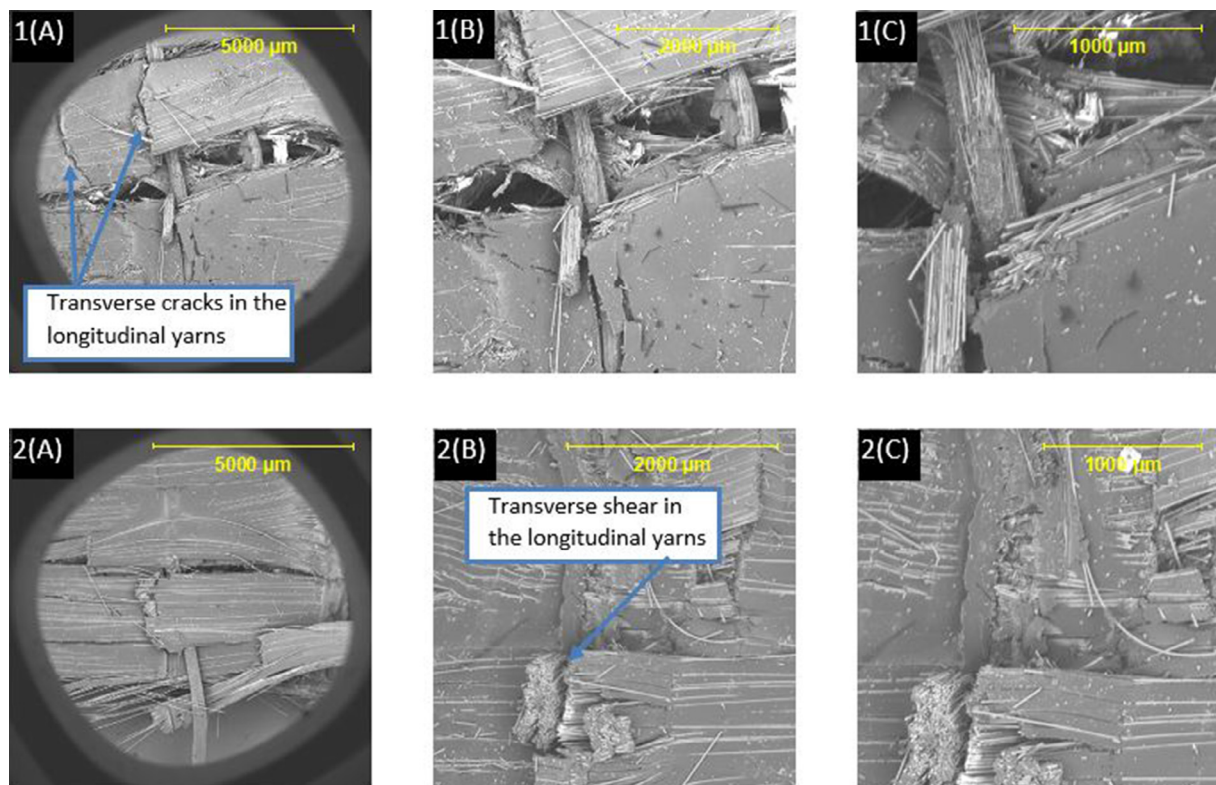 1(A)
5000 µm
Transverse cracks in the
longitudinal yarns
1(B)
2000 µm
1(C)
1000 µm
2(A)
5000 µm
2(B)
2000 µm
Transverse shear in
the longitudinal yarns
2(C)
1000 µm